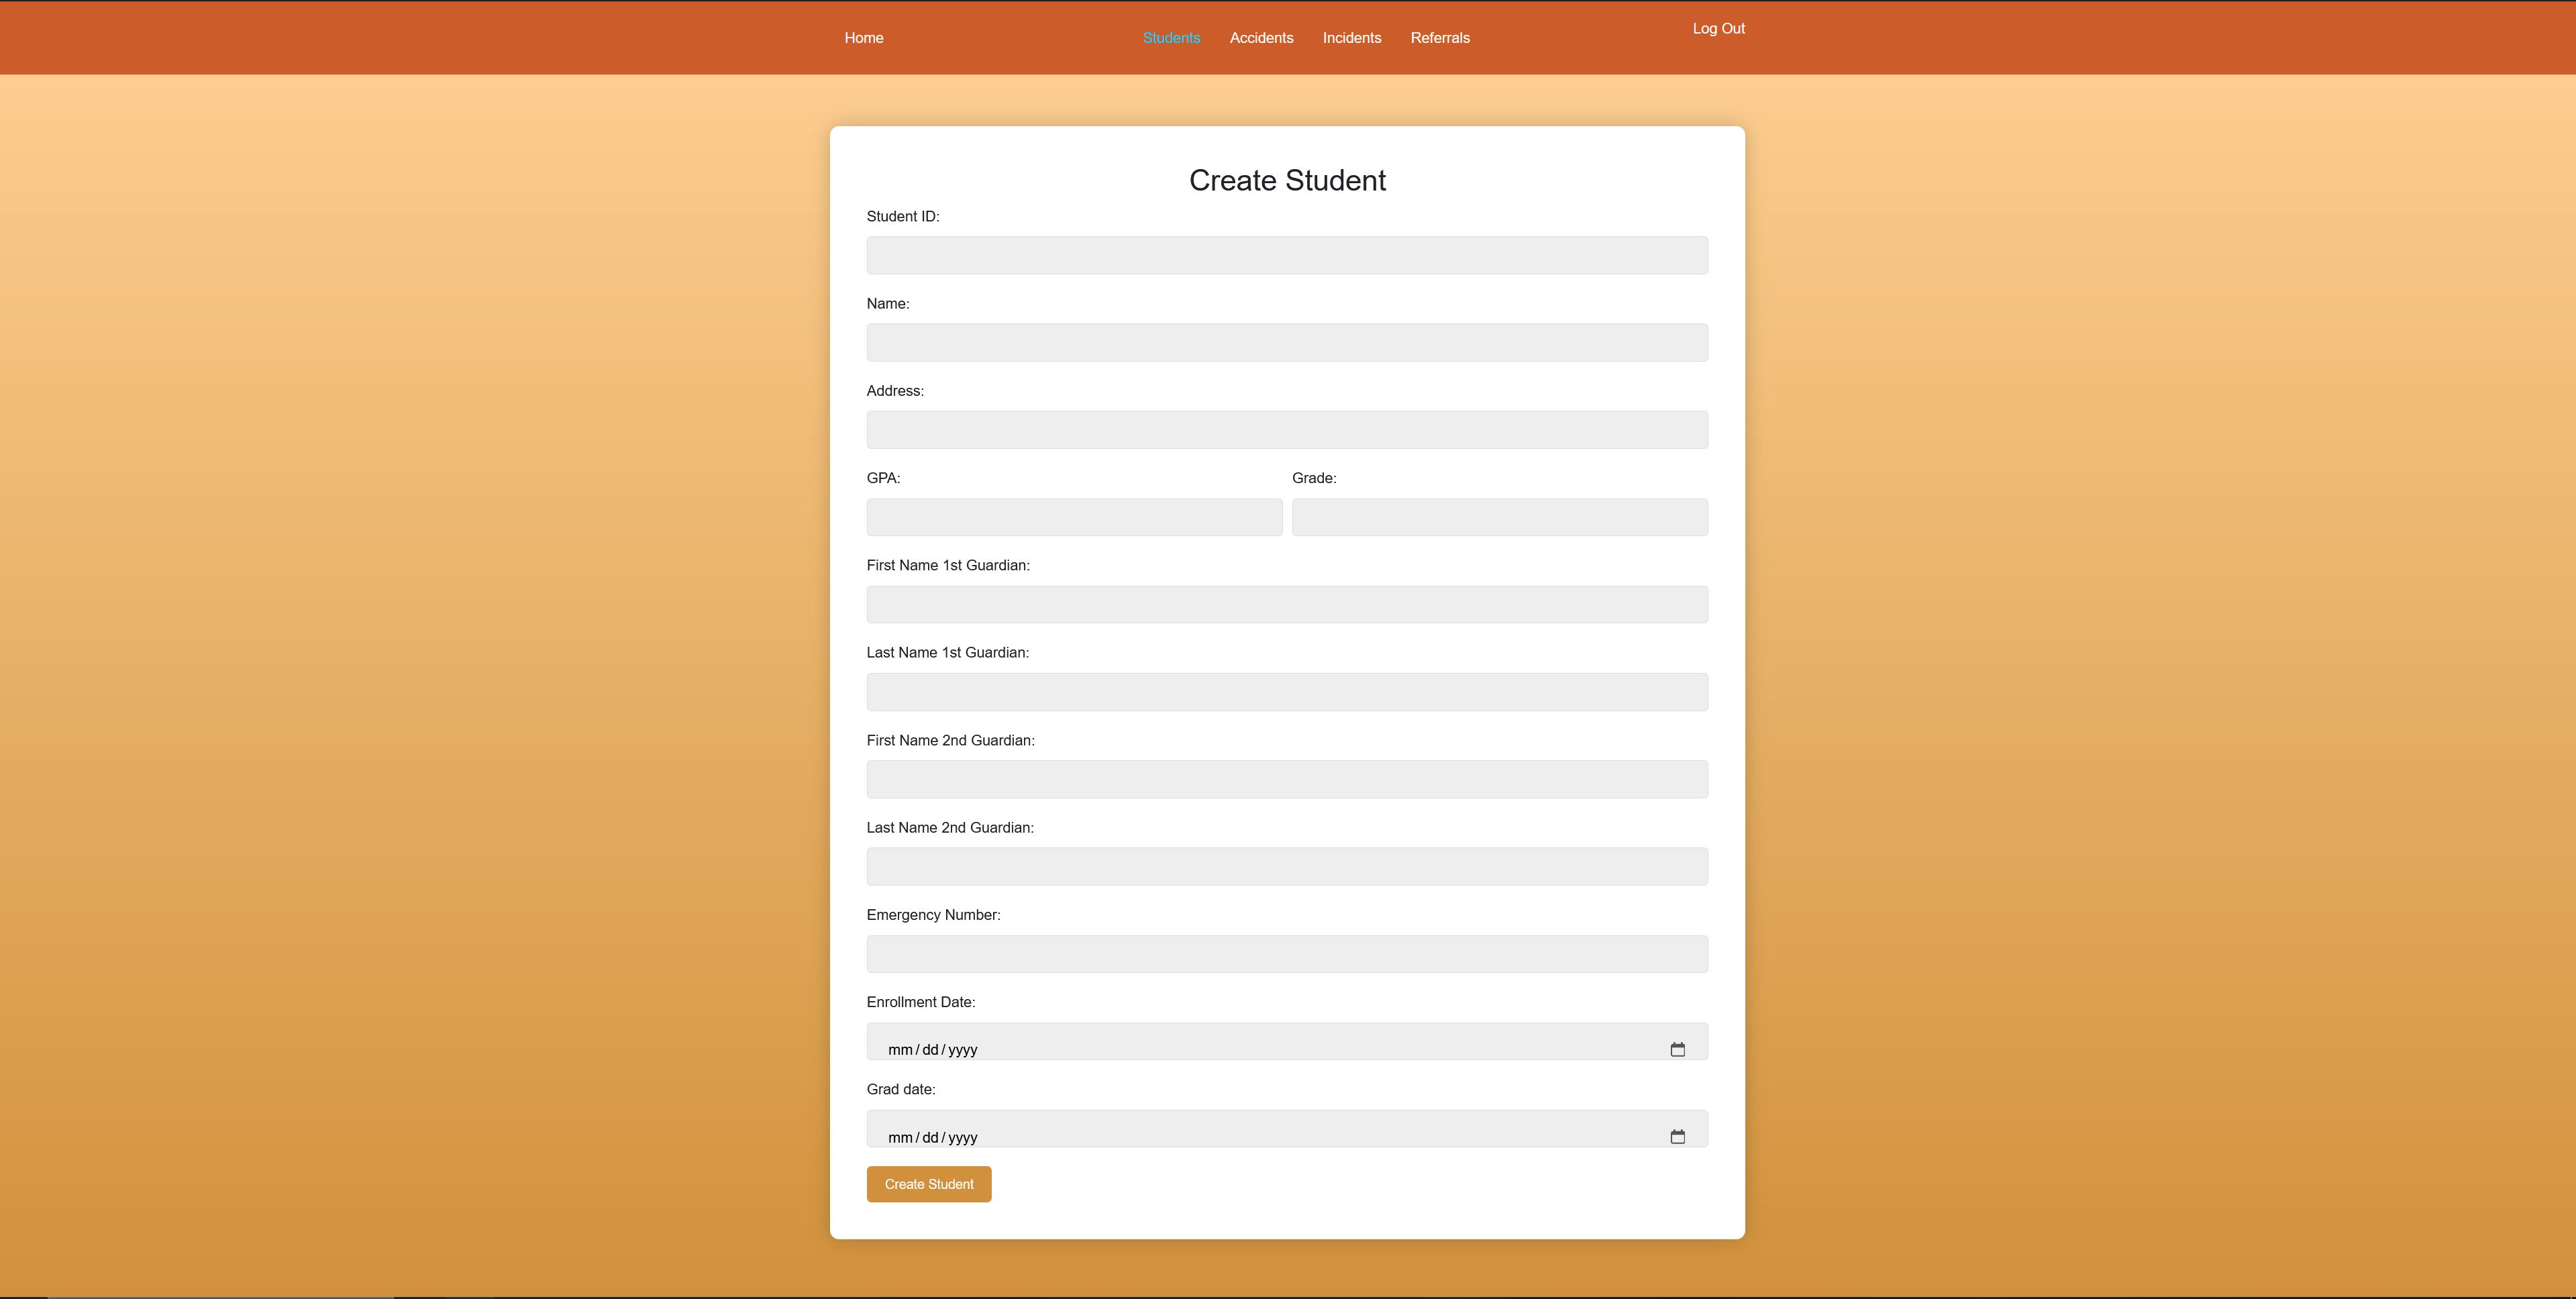 Home Students Accidents Incidents Referrals Log Out
Create Student
Student ID:
Name:
Address:
GPA: Grade:
First Name 1st Guardian:
Last Name 1st Guardian:
First Name 2nd Guardian:
Last Name 2nd Guardian:
Emergency Number:
Enrollment Date:
mm/dd/yyyy
Grad date:
mm/dd/yyyy
Create Student